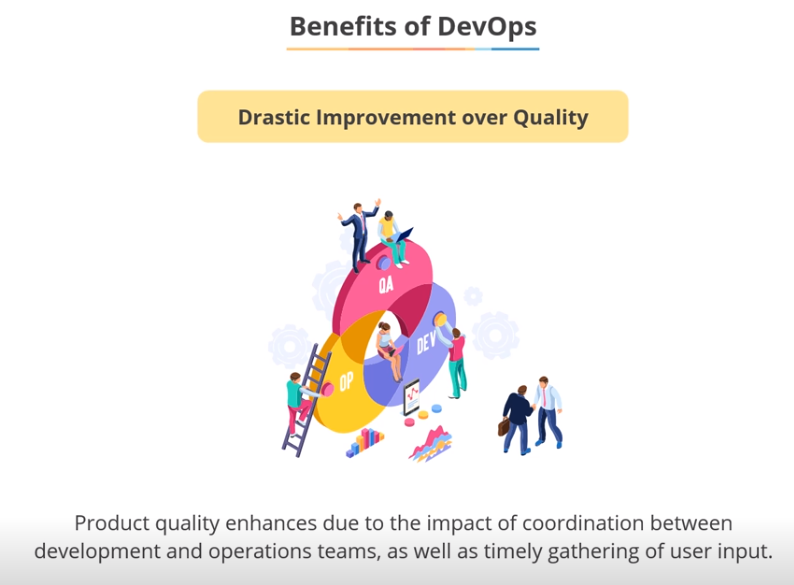 Benefits of DevOps
Drastic Improvement over Quality
QA
DEV
OP
Product quality enhances due to the impact of coordination between
development and operations teams, as well as timely gathering of user input.